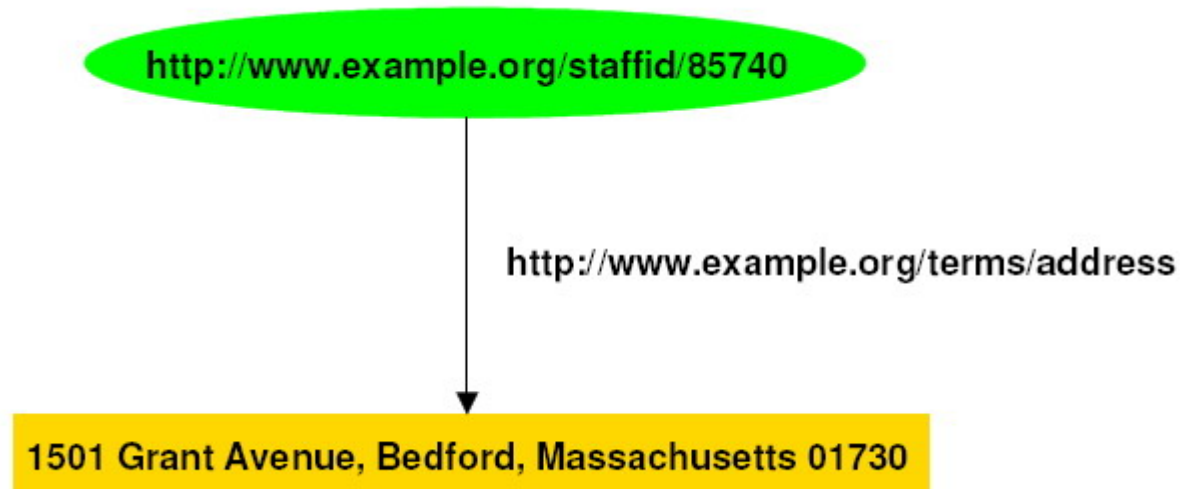 http://www.example.org/staffid/85740
http://www.example.org/terms/address
1501 Grant Avenue, Bedford, Massachusetts 01730